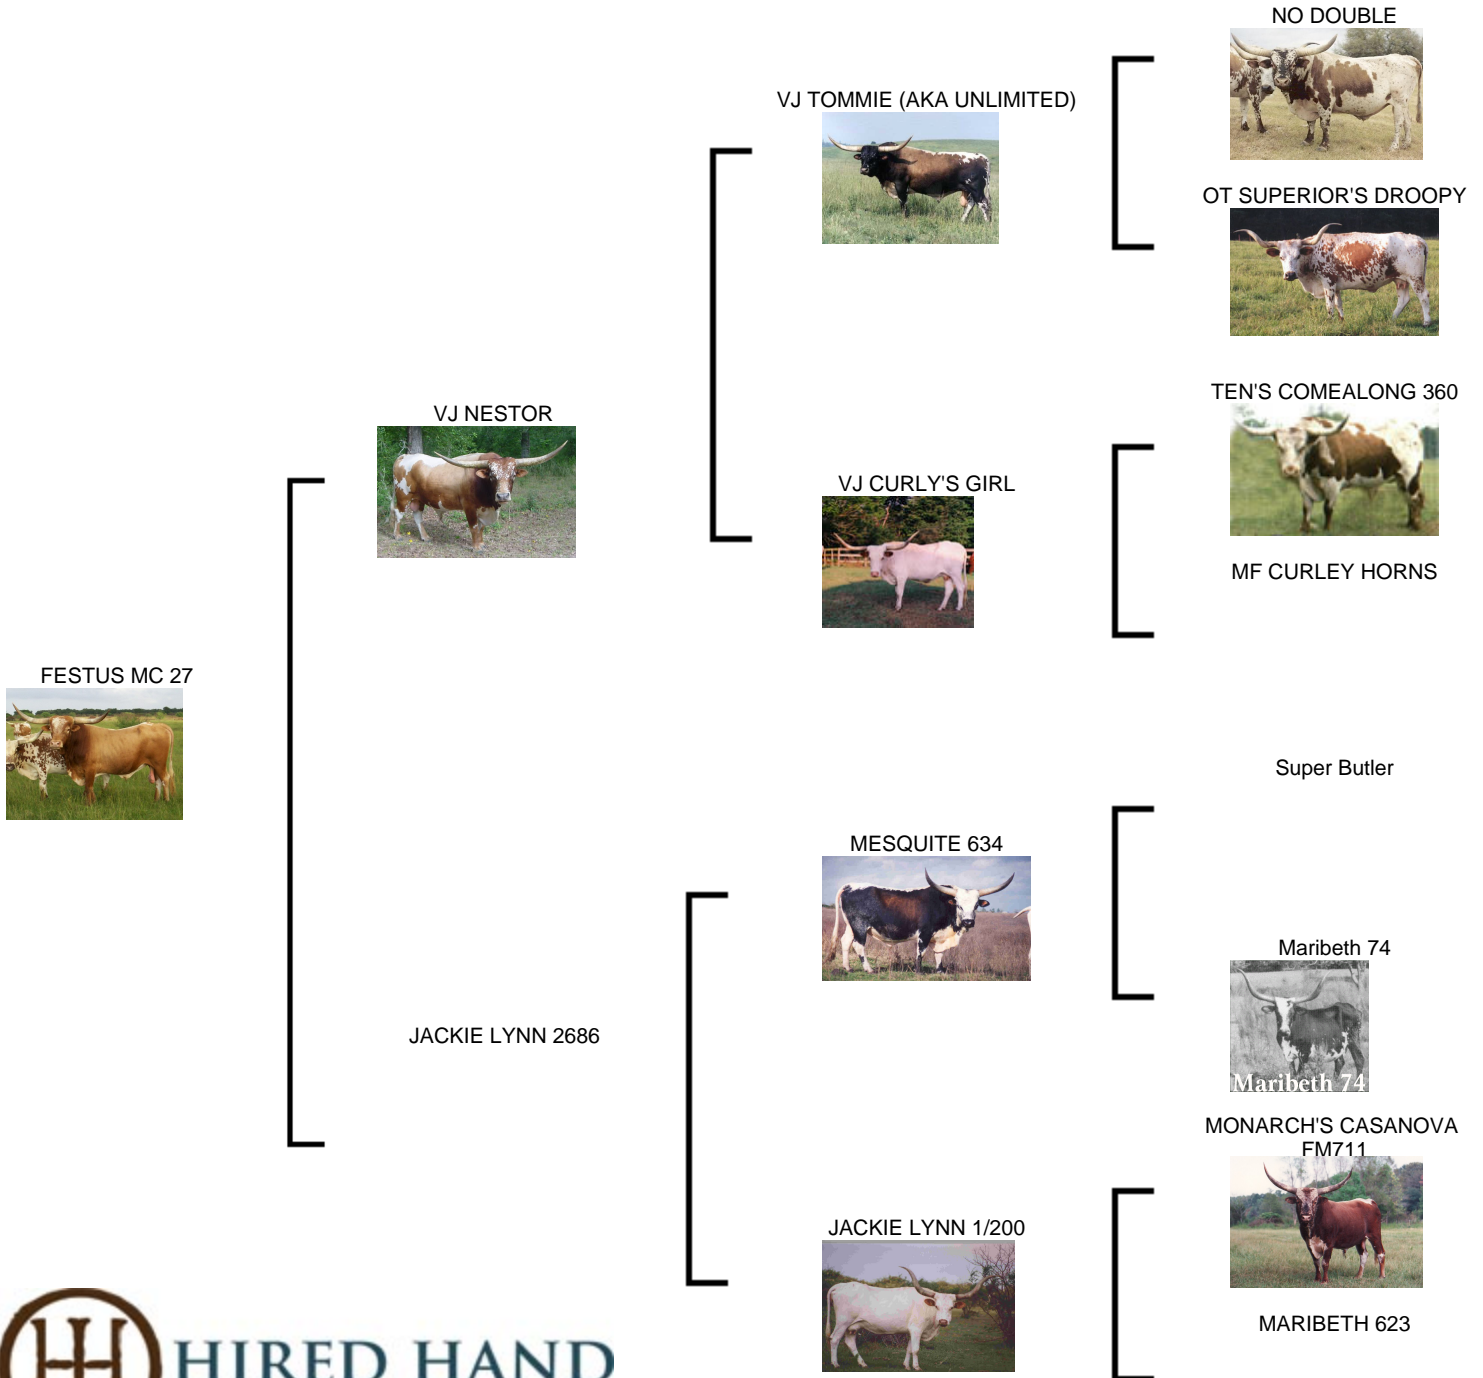 NO DOUBLE
VJ TOMMIE (AKA UNLIMITED)
OT SUPERIOR'S DROOPY
TEN'S COMEALONG 360
VJ NESTOR
VJ CURLY'S GIRL
MF CURLEY HORNS
FESTUS MC 27
Super Butler
MESQUITE 634
Maribeth 74
Maribeth 74
JACKIE LYNN 2686
MONARCH'S CASANOVA
FM711
JACKIE LYNN 1/200
MARIBETH 623
HIRED HAND